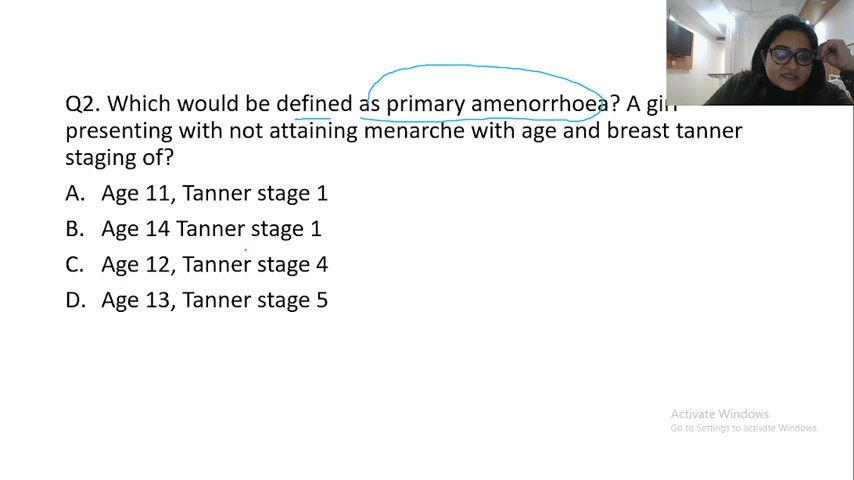 Q2. Which would be defined as primary amenorrhoea? A girl
presenting with not attaining menarche with age and breast tanner
staging of?
A. Age 11, Tanner stage 1
B. Age 14 Tanner stage 1
C. Age 12, Tanner stage 4
D. Age 13, Tanner stage 5
Activate Windows
Go to Settings to activate Windows.